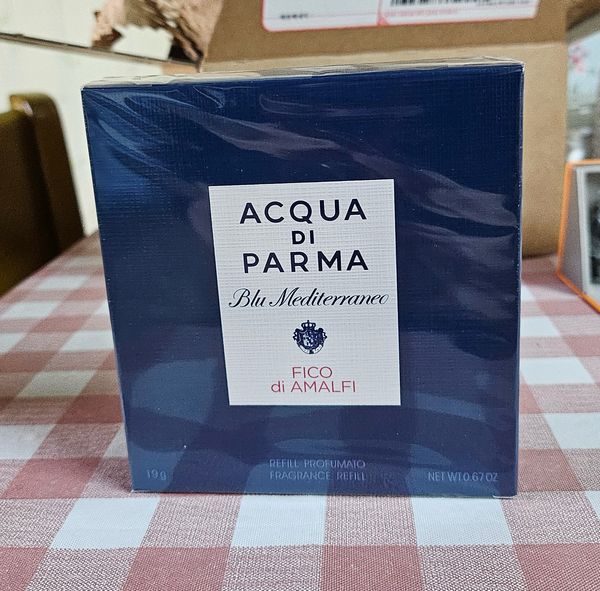 ACQUA
DI
PARMA
Blu Mediterraneo
FICO
di AMALFI
REFILL PROFUMATO
19 g FRAGRANCE REFILL NET WT. 0.67 OZ